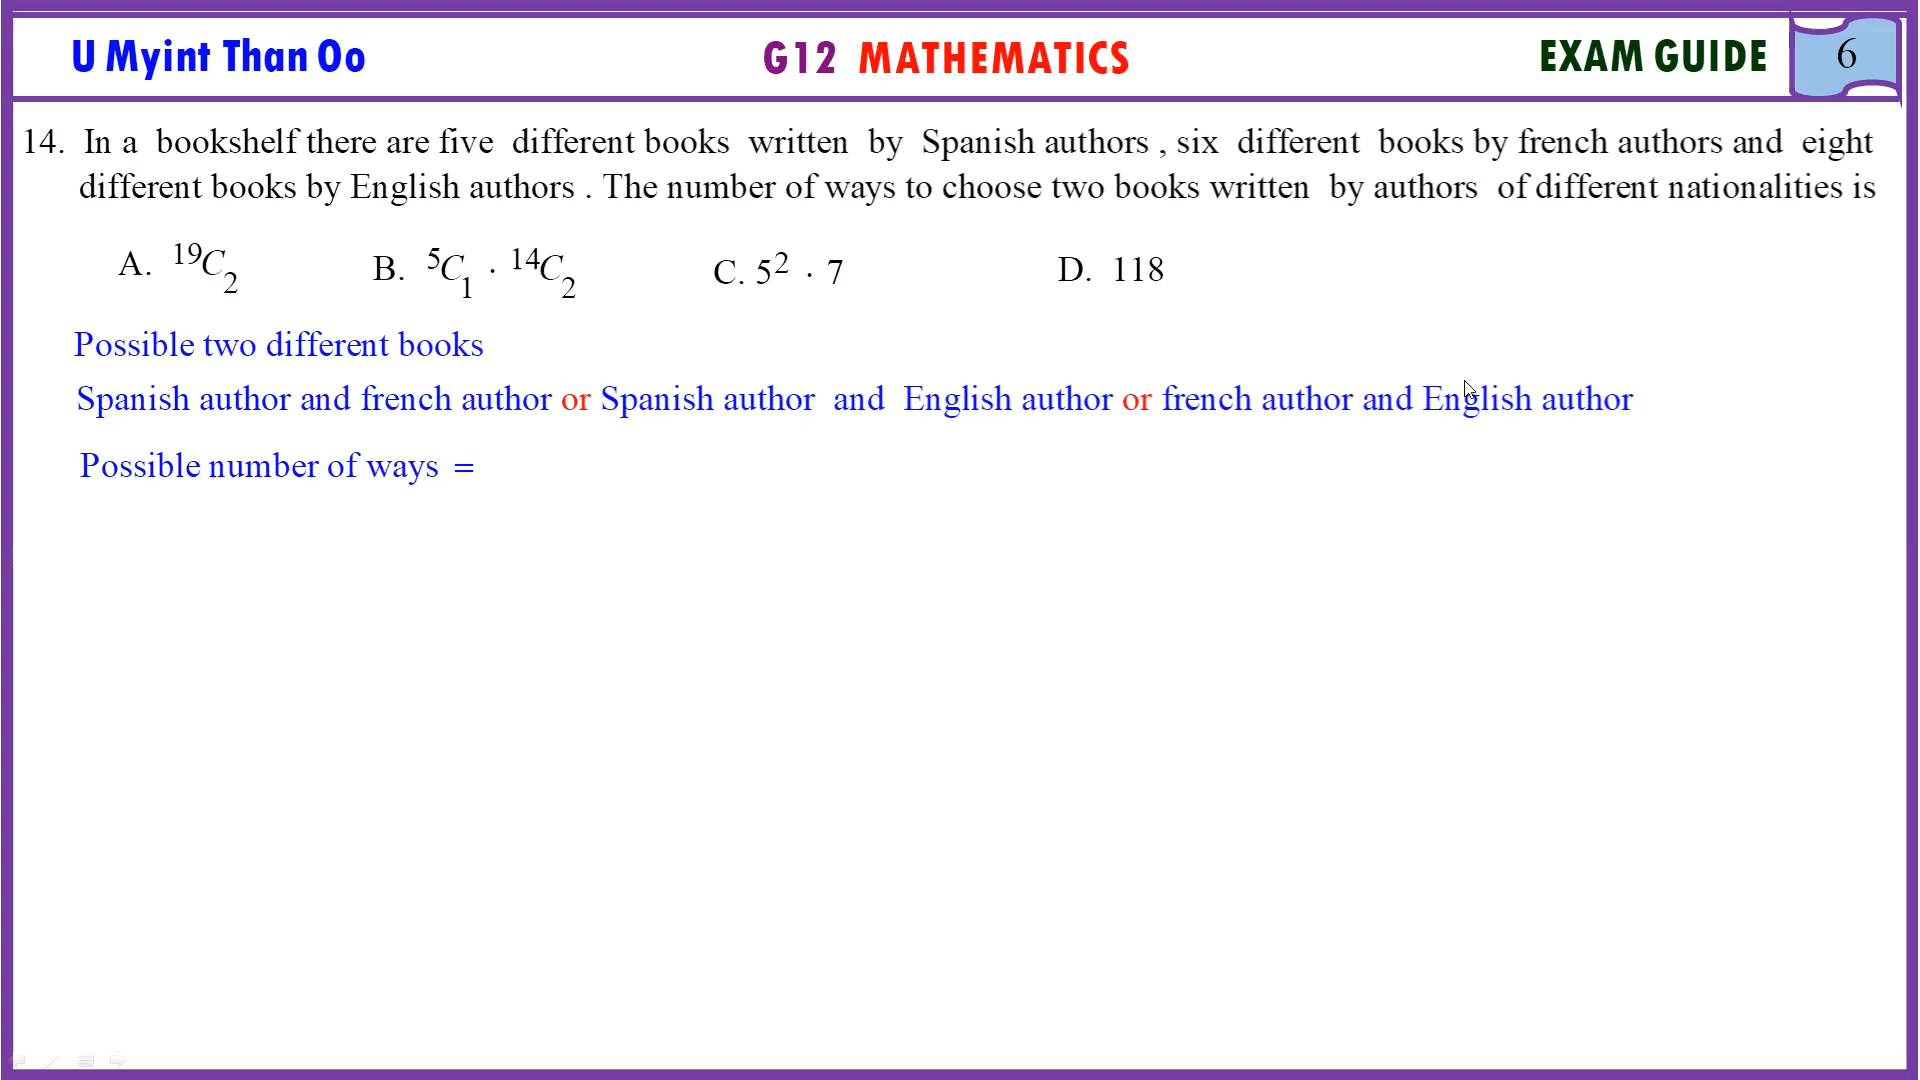 U Myint Than Oo G12 MATHEMATICS EXAM GUIDE 6
14. In a bookshelf there are five different books written by Spanish authors , six different books by french authors and eight
different books by English authors . The number of ways to choose two books written by authors of different nationalities is
A. ¹⁹C₂ B. ⁵C₁ · ¹⁴C₂ C. 5² · 7 D. 118
Possible two different books
Spanish author and french author or Spanish author and English author or french author and English author
Possible number of ways =